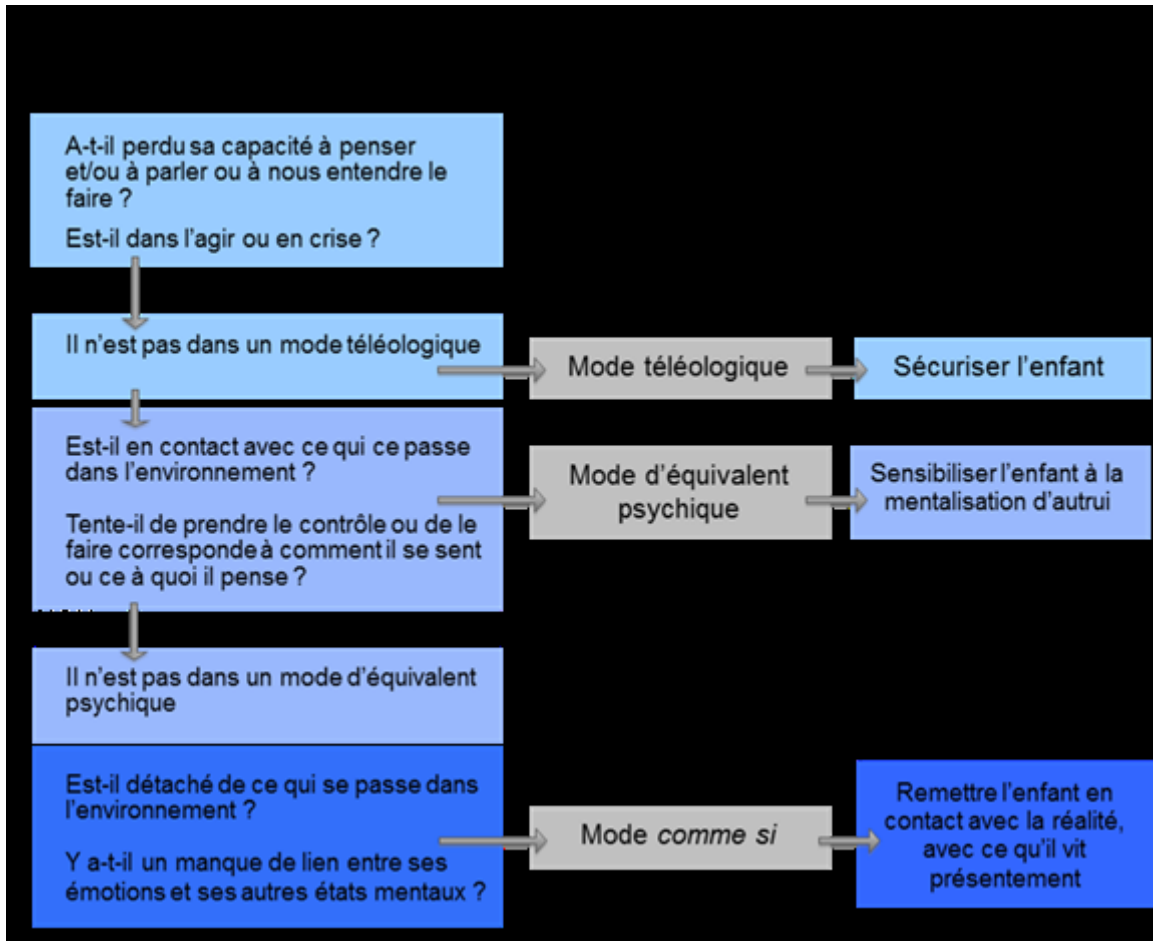 A-t-il perdu sa capacité à penser
et/ou à parler ou à nous entendre le
faire ?
Est-il dans l'agir ou en crise ?
Il n'est pas dans un mode téléologique
Mode téléologique
Sécuriser l'enfant
Est-il en contact avec ce qui ce passe
dans l'environnement ?
Tente-il de prendre le contrôle ou de le
faire corresponde à comment il se sent
ou ce à quoi il pense ?
Mode d'équivalent
psychique
Sensibiliser l'enfant à la
mentalisation d'autrui
Il n'est pas dans un mode d'équivalent
psychique
Est-il détaché de ce qui se passe dans
l'environnement ?
Y a-t-il un manque de lien entre ses
émotions et ses autres états mentaux ?
Mode comme si
Remettre l'enfant en
contact avec la réalité,
avec ce qu'il vit
présentement